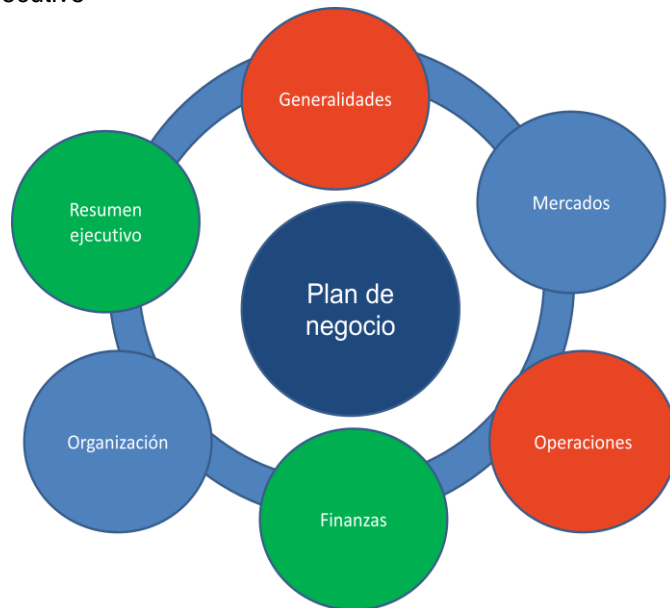 Generalidades
Resumen
ejecutivo
Mercados
Plan de
negocio
Organización
Operaciones
Finanzas